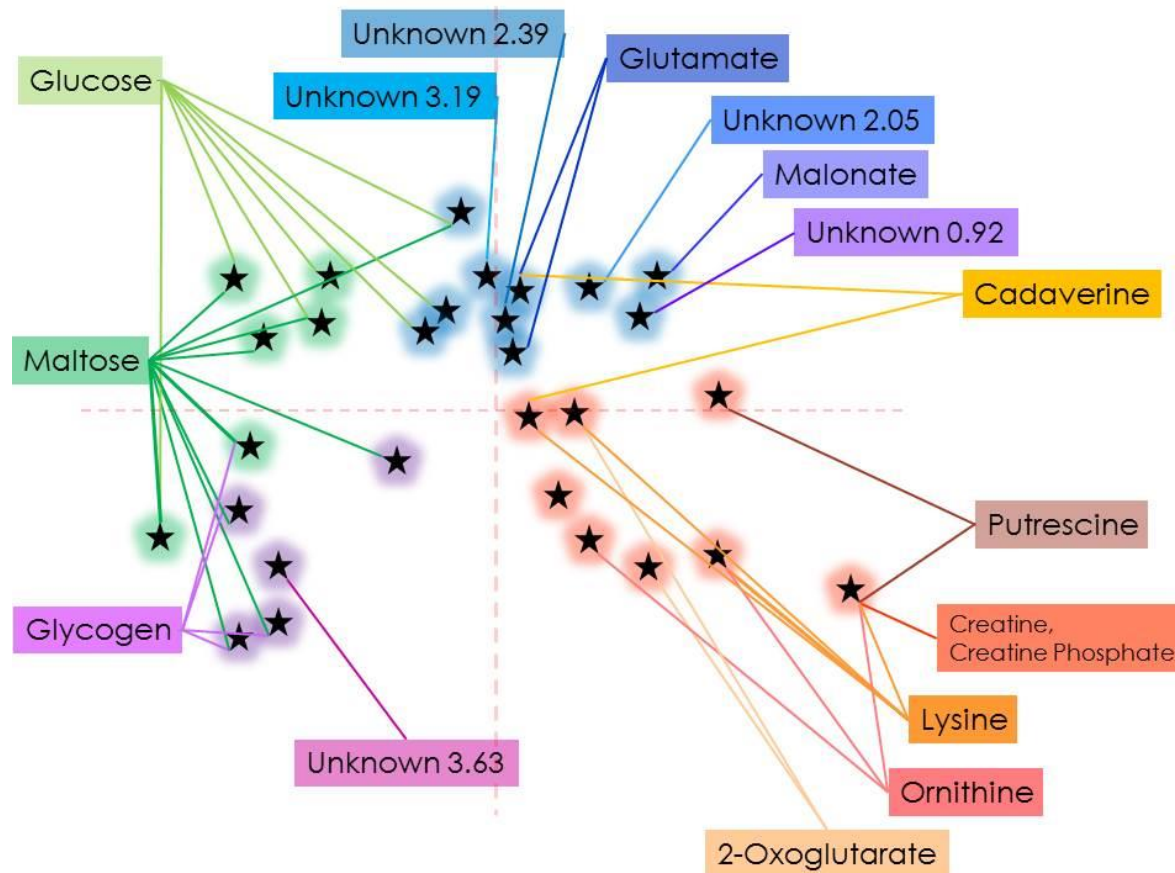 Unknown 2.39
Glucose
Glutamate
Unknown 3.19
Unknown 2.05
Malonate
Unknown 0.92
Cadaverine
Maltose
Putrescine
Glycogen
Creatine,
Creatine Phosphate
Lysine
Unknown 3.63
Ornithine
2-Oxoglutarate